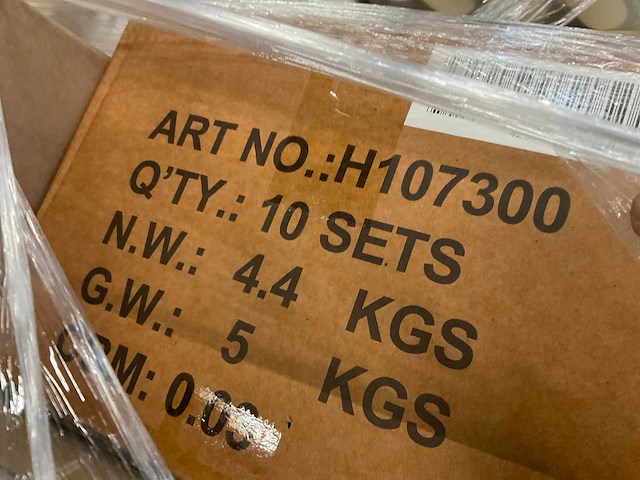 ART NO.:H107300
Q'TY.: 10 SETS
N.W.: 4.4 KGS
G.W.: 5 KGS
CBM: 0.03